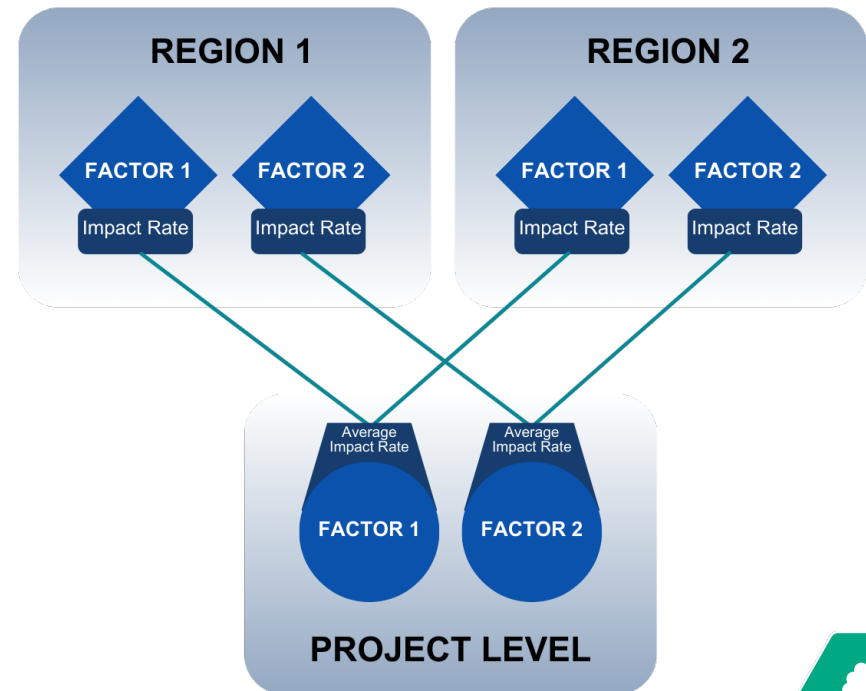 REGION 1
FACTOR 1
FACTOR 2
Impact Rate
Impact Rate
REGION 2
FACTOR 1
FACTOR 2
Impact Rate
Impact Rate
Average
Impact Rate
FACTOR 1
Average
Impact Rate
FACTOR 2
PROJECT LEVEL